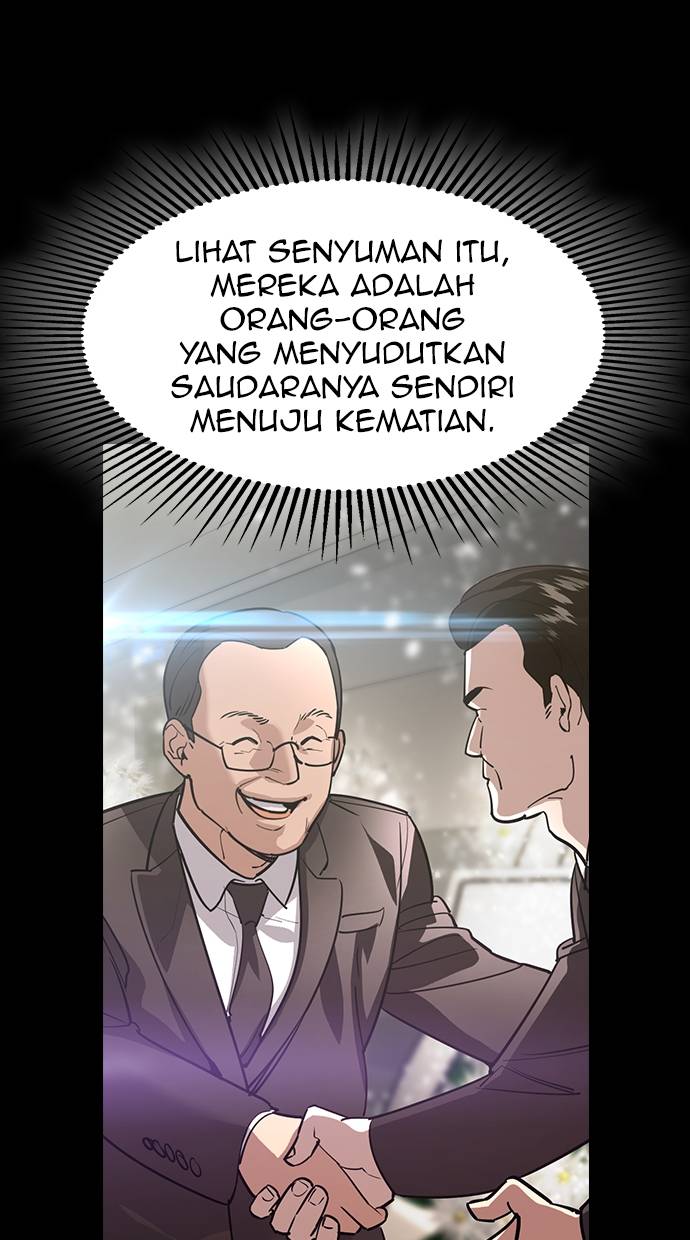 LIHAT SENYUMAN ITU,
MEREKA ADALAH
ORANG-ORANG
YANG MENYUDUTKAN
SAUDARANYA SENDIRI
MENUJU KEMATIAN.